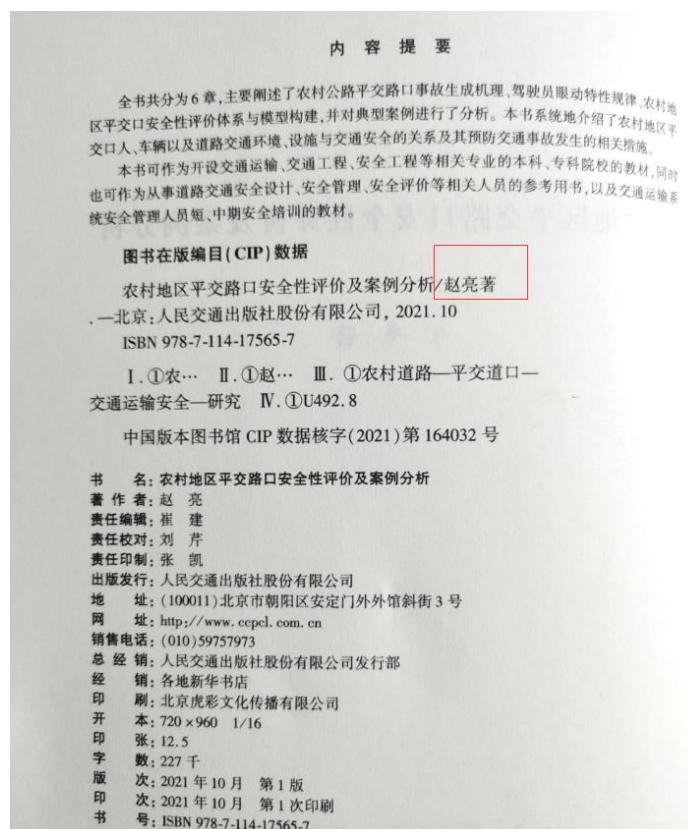 内 容 提 要
全书共分为6章,主要阐述了农村公路平交路口事故生成机理、驾驶员眼动特性规律、农村地
区平交口安全性评价体系与模型构建,并对典型案例进行了分析。本书系统地介绍了农村地区平
交口人、车辆以及道路交通环境、设施与交通安全的关系及其预防交通事故发生的相关措施。
本书可作为开设交通运输、交通工程、安全工程等相关专业的本科、专科院校的教材,同时
也可作为从事道路交通安全设计、安全管理、安全评价等相关人员的参考用书,以及交通运输系
统安全管理人员短、中期安全培训的教材。
图书在版编目(CIP)数据
农村地区平交路口安全性评价及案例分析/赵亮著
.—北京:人民交通出版社股份有限公司,2021.10
ISBN 978-7-114-17565-7
Ⅰ.①农… Ⅱ.①赵… Ⅲ.①农村道路—平交道口—
交通运输安全—研究 Ⅳ.①U492.8
中国版本图书馆CIP数据核字(2021)第164032号
书 名:农村地区平交路口安全性评价及案例分析
著 作 者:赵 亮
责任编辑:崔 建
责任校对:刘 芹
责任印制:张 凯
出版发行:人民交通出版社股份有限公司
地 址:(100011)北京市朝阳区安定门外外馆斜街3号
网 址:http://www.ccpcl.com.cn
销售电话:(010)59757973
总 经 销:人民交通出版社股份有限公司发行部
经 销:各地新华书店
印 刷:北京虎彩文化传播有限公司
开 本:720×960 1/16
印 张:12.5
字 数:227千
版 次:2021年10月 第1版
印 次:2021年10月 第1次印刷
书 号:ISBN 978-7-114-17565-7